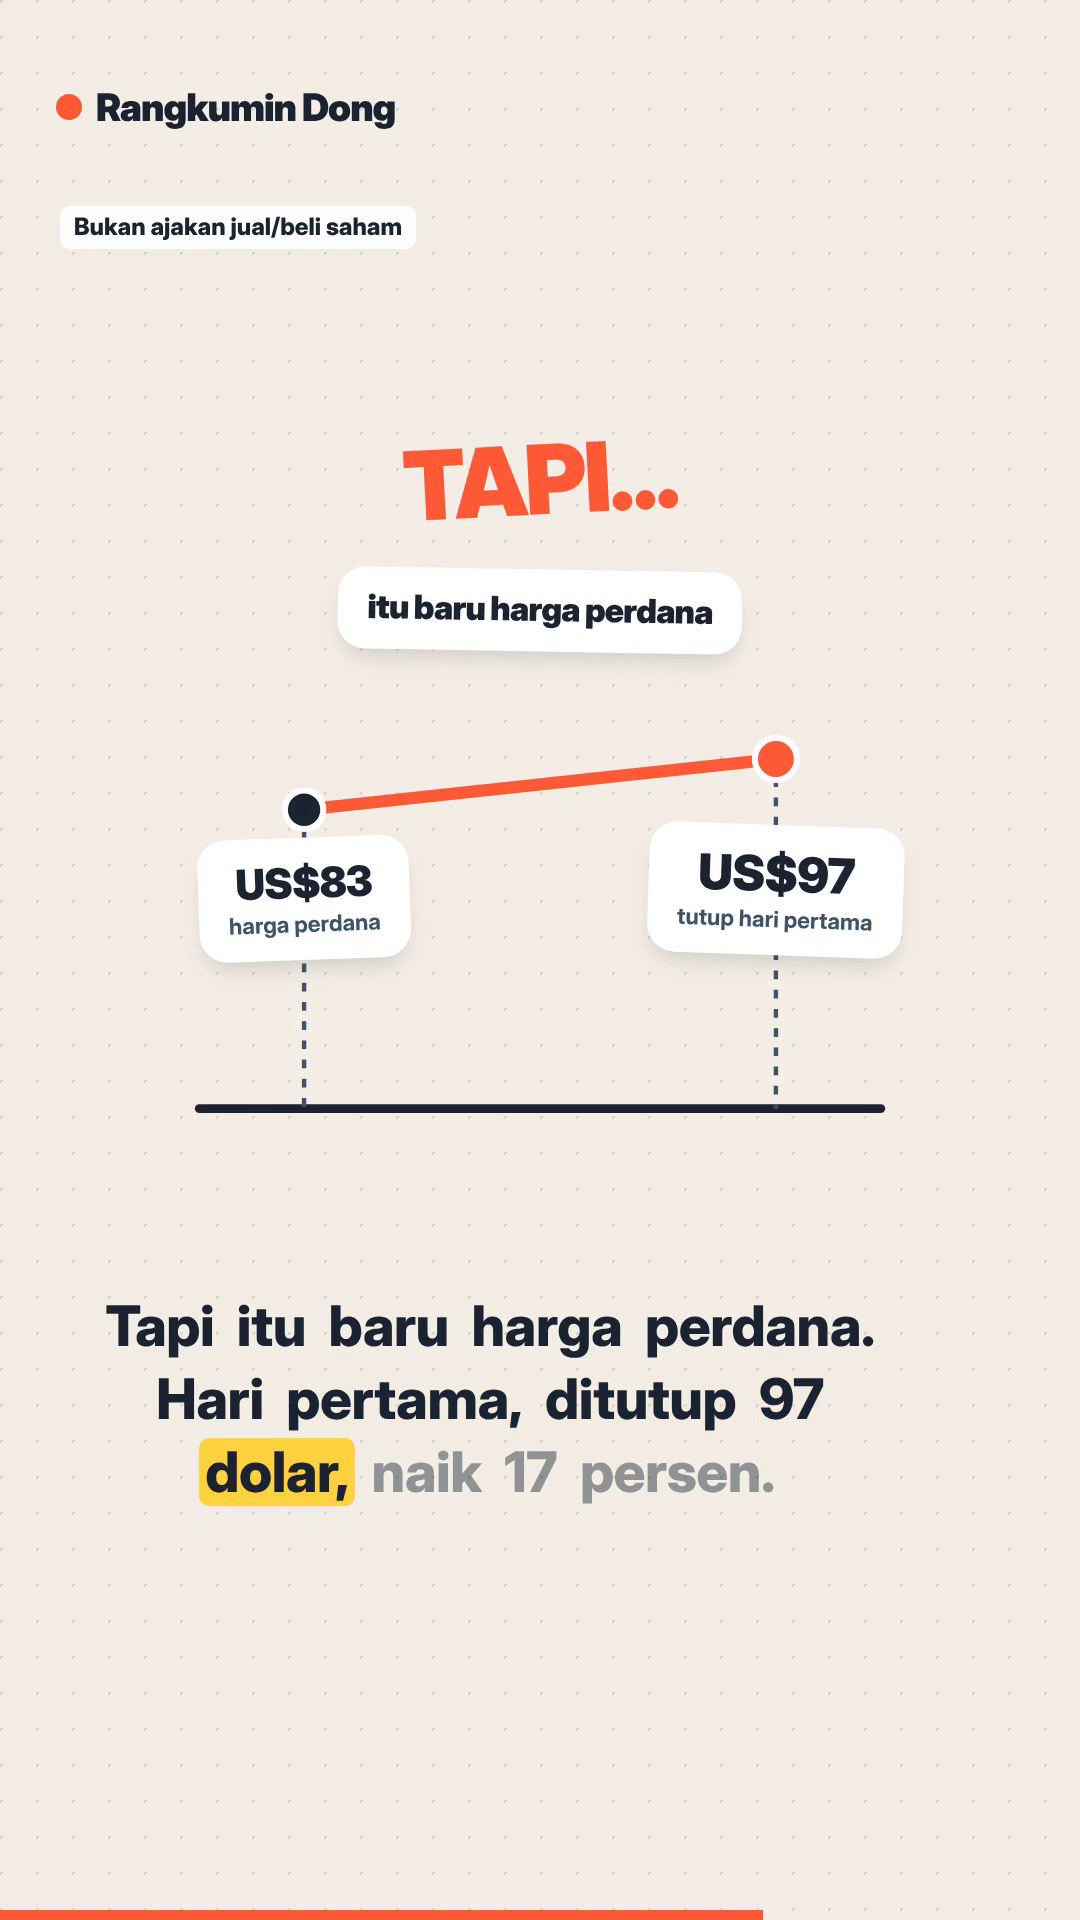 Rangkumin Dong
Bukan ajakan jual/beli saham
TAPI...
itu baru harga perdana
US$83
harga perdana
US$97
tutup hari pertama
Tapi itu baru harga perdana.
Hari pertama, ditutup 97
dolar, naik 17 persen.